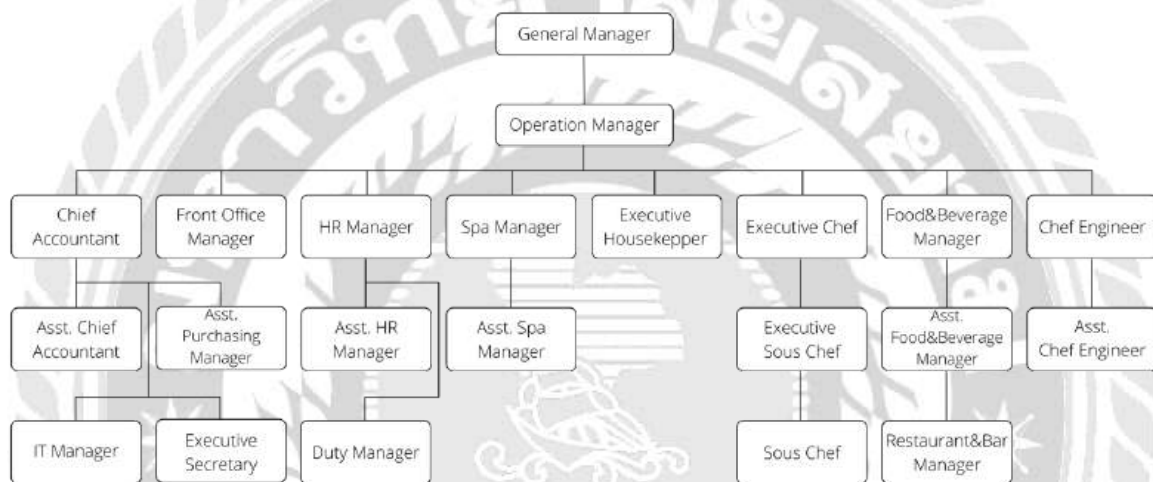 General Manager
Operation Manager
Chief
Accountant
Front Office
Manager
HR Manager
Spa Manager
Executive
Housekepper
Executive Chef
Food&Beverage
Manager
Chef Engineer
Asst. Chief
Accountant
Asst.
Purchasing
Manager
Asst. HR
Manager
Asst. Spa
Manager
Executive
Sous Chef
Asst.
Food&Beverage
Manager
Asst.
Chef Engineer
IT Manager
Executive
Secretary
Duty Manager
Sous Chef
Restaurant&Bar
Manager